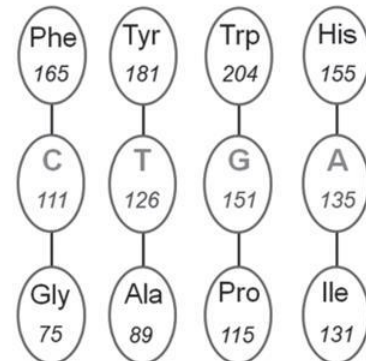 Phe Tyr Trp His
165 181 204 155
C T G A
111 126 151 135
Gly Ala Pro Ile
75 89 115 131